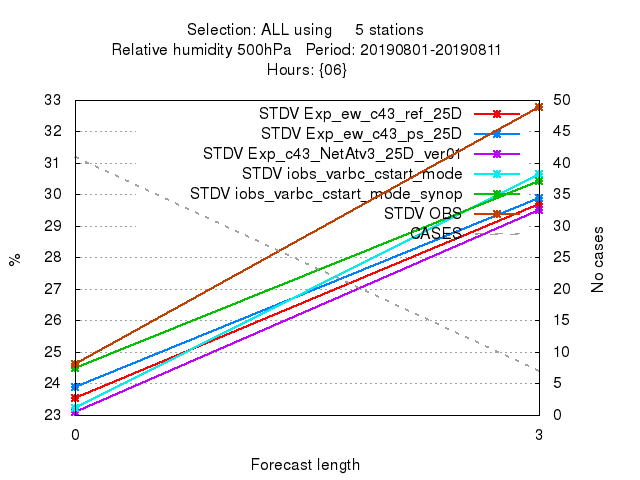 Selection: ALL using 5 stations
Relative humidity 500hPa Period: 20190801-20190811
Hours: {06}
33 50
STDV Exp_ew_c43_ref_25D
32 45
STDV Exp_ew_c43_ps_25D
STDV Exp_c43_NetAtv3_25D_ver01
31 40
STDV iobs_varbc_cstart_mode
30 35
STDV iobs_varbc_cstart_mode_synop
STDV OBS
29 30
CASES
28 25
%
No cases
27 20
26 15
25 10
24 5
23 0
0 3
Forecast length